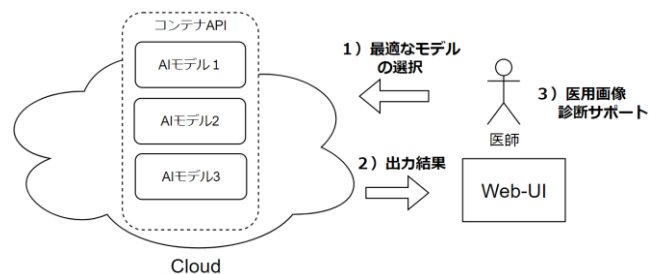 コンテナAPI
AIモデル1
AIモデル2
AIモデル3
Cloud
1）最適なモデル
の選択
2）出力結果
医師
3）医用画像
診断サポート
Web-UI